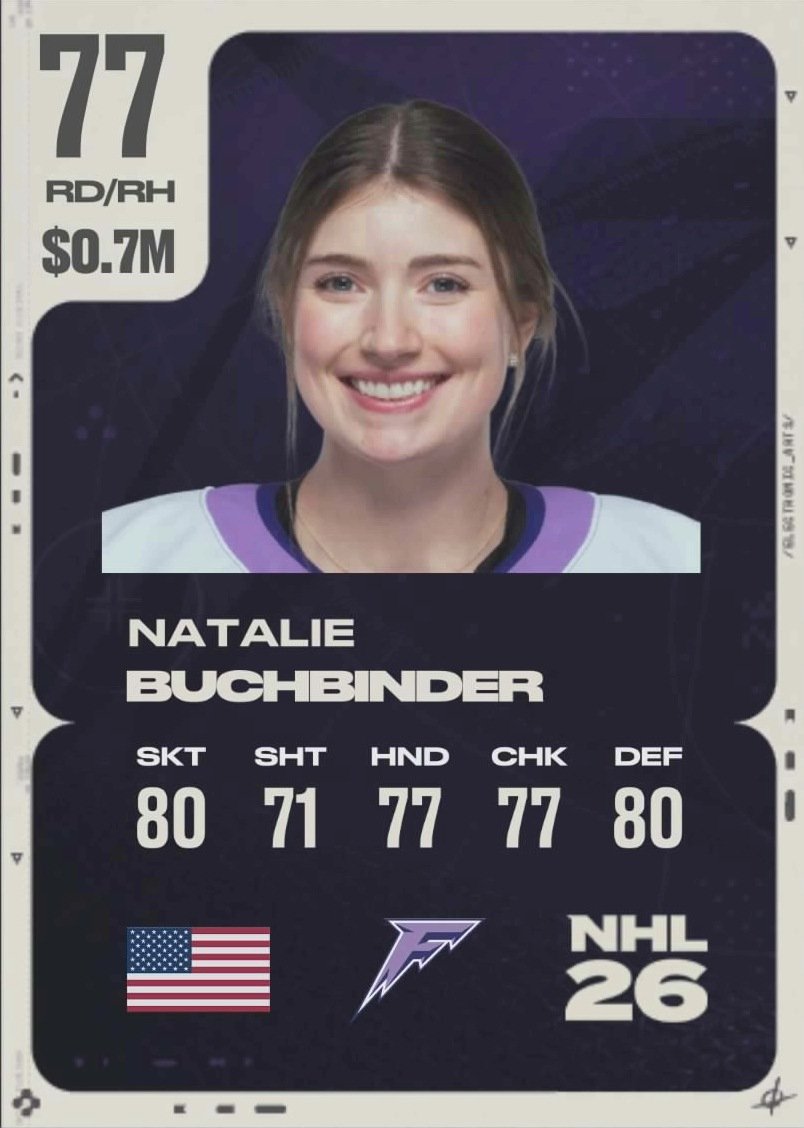 77
RD/RH
$0.7M
/ELECTRONIC_ARTS/
NATALIE
BUCHBINDER
SKT SHT HND CHK DEF
80 71 77 77 80
F
NHL
26